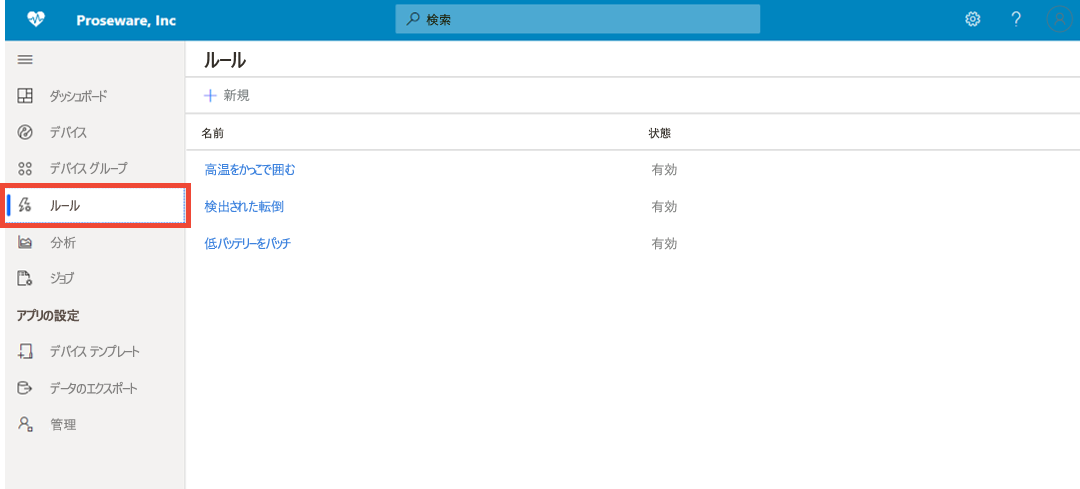 Proseware, Inc
検索
?
ルール
新規
名前 状態
高温をかっこで囲む 有効
検出された転倒 有効
低バッテリーをパッチ 有効
ダッシュボード
デバイス
デバイス グループ
ルール
分析
ジョブ
アプリの設定
デバイス テンプレート
データのエクスポート
管理